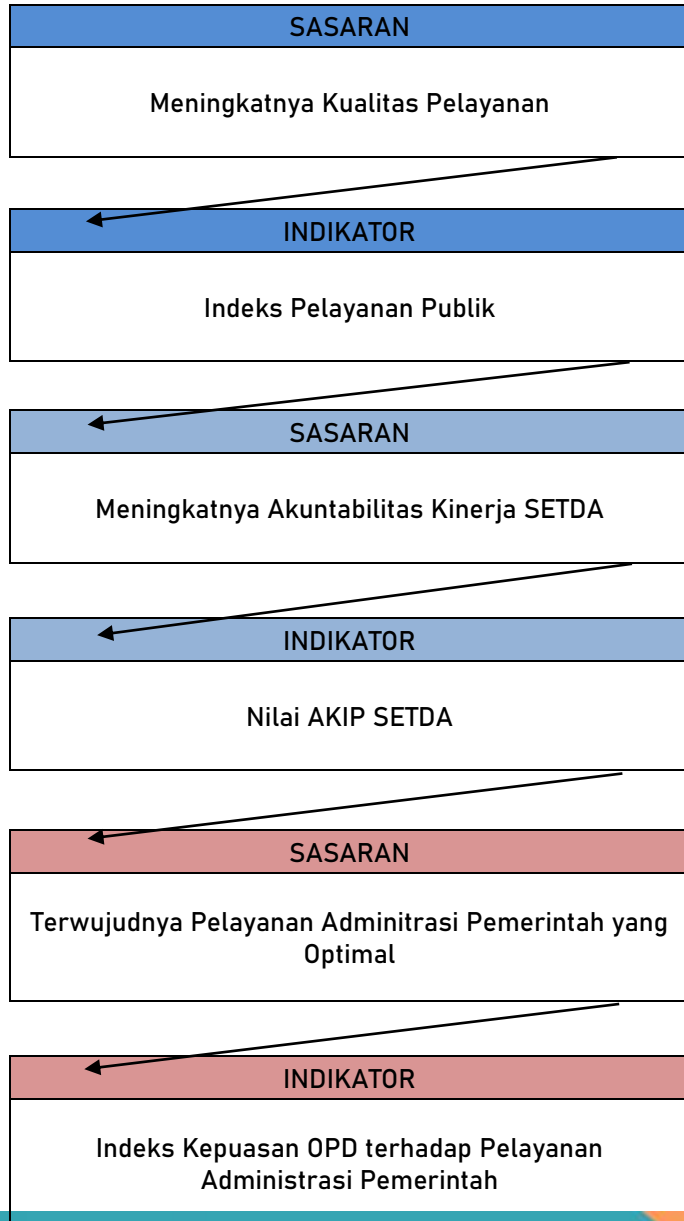 SASARAN
Meningkatnya Kualitas Pelayanan
INDIKATOR
Indeks Pelayanan Publik
SASARAN
Meningkatnya Akuntabilitas Kinerja SETDA
INDIKATOR
Nilai AKIP SETDA
SASARAN
Terwujudnya Pelayanan Adminitrasi Pemerintah yang
Optimal
INDIKATOR
Indeks Kepuasan OPD terhadap Pelayanan
Administrasi Pemerintah